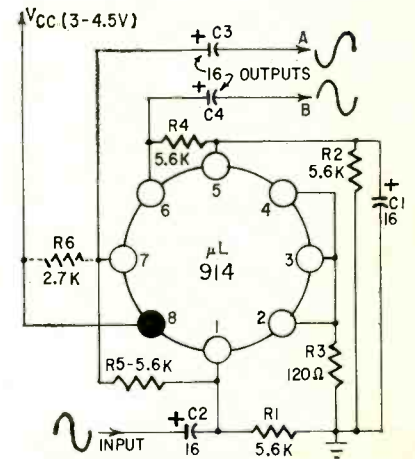 VCC (3-4.5V)
+ C3
A
16
OUTPUTS
+
C4
B
R4
5.6K
R2
5.6K
+
C1
16
5
6
4
R6
2.7K
7
μL
914
3
8
1
2
R5-5.6K
R3
120Ω
+ C2
16
R1
5.6K
INPUT